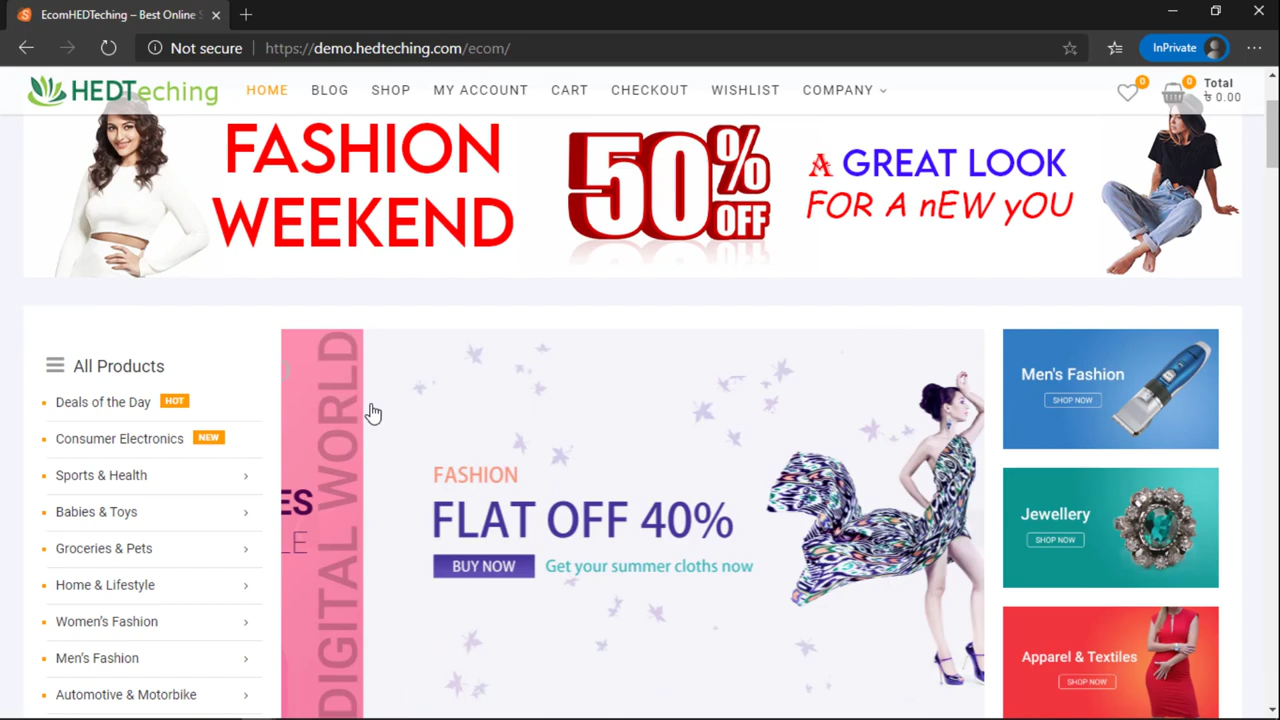 EcomHEDTeching – Best Online S
Not secure
https://demo.hedteching.com/ecom/
InPrivate
HEDTeching
HOME
BLOG
SHOP
MY ACCOUNT
CART
CHECKOUT
WISHLIST
COMPANY
0
0
Total
৳ 0.00
FASHION
WEEKEND
50% OFF
A GREAT LOOK
FOR A nEW yOU
All Products
Deals of the Day HOT
Consumer Electronics NEW
Sports & Health
Babies & Toys
Groceries & Pets
Home & Lifestyle
Women's Fashion
Men's Fashion
Automotive & Motorbike
ES
LE
DIGITAL WORLD
FASHION
FLAT OFF 40%
BUY NOW
Get your summer cloths now
Men's Fashion
SHOP NOW
Jewellery
SHOP NOW
Apparel & Textiles
SHOP NOW